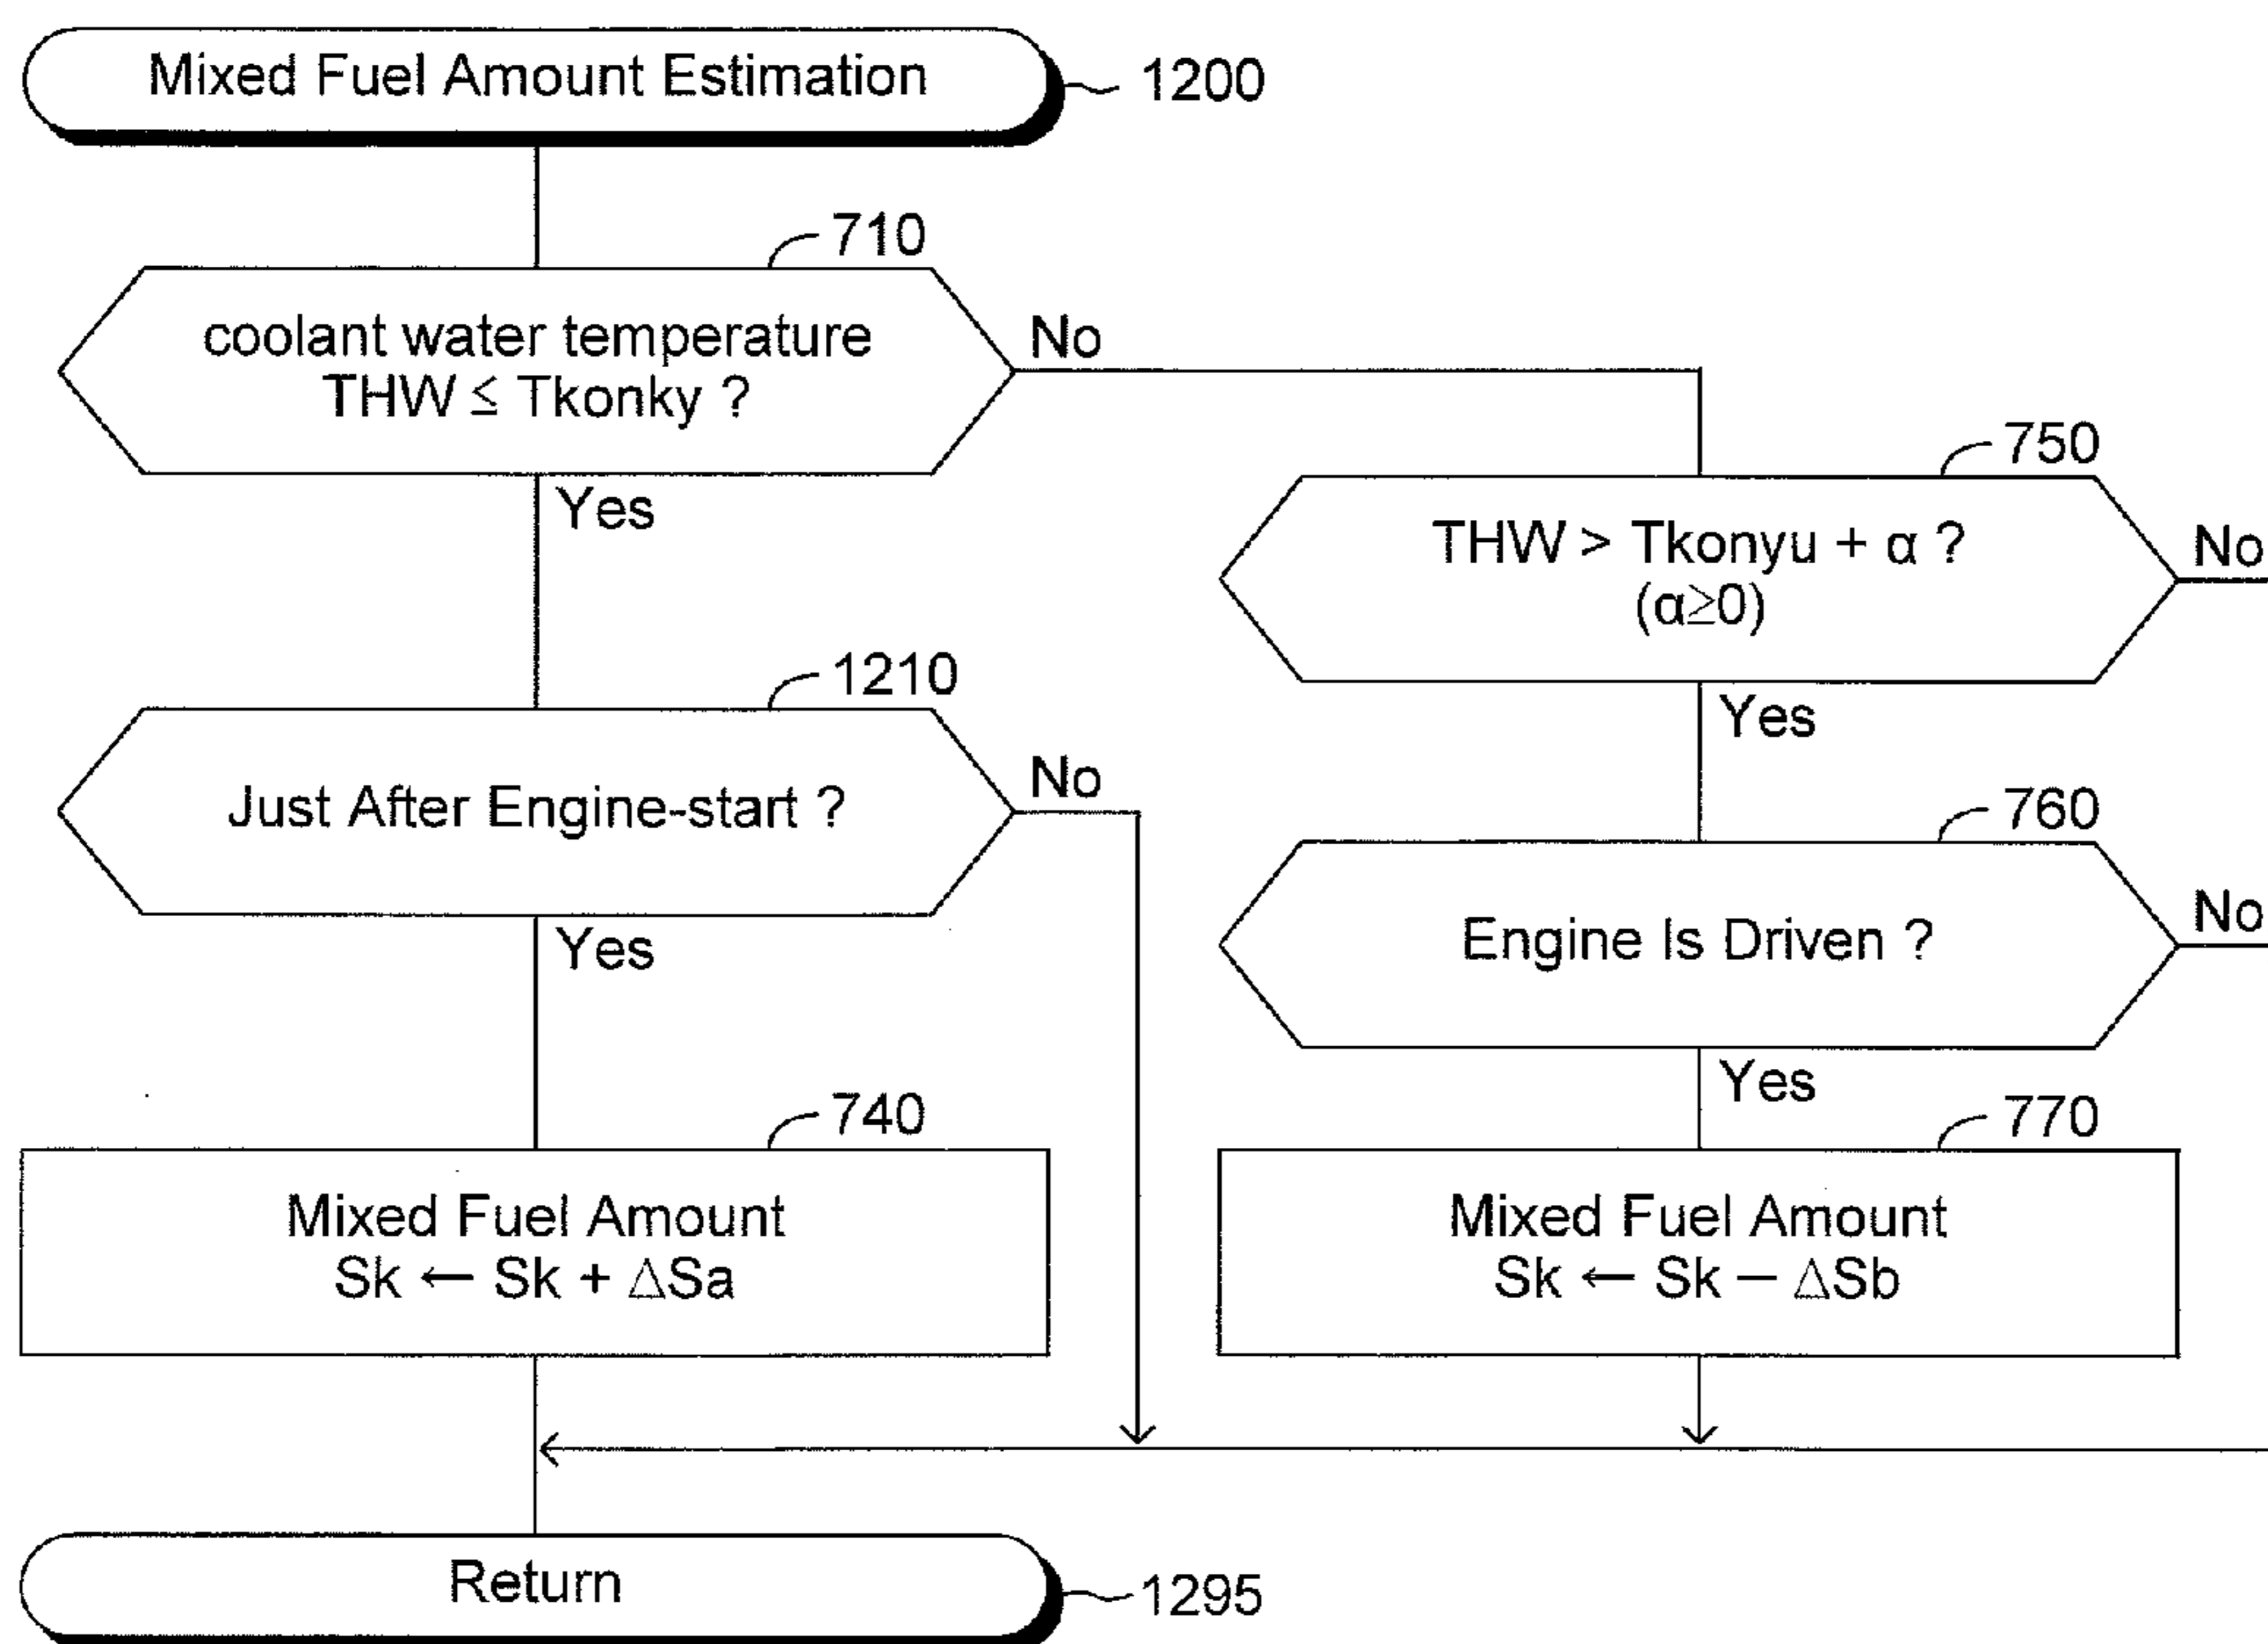 Mixed Fuel Amount Estimation
1200
710
coolant water temperature
THW ≤ Tkonky ?
No
Yes
750
THW > Tkonyu + α ?
(α≥0)
No
Yes
1210
Just After Engine-start ?
No
Yes
760
Engine Is Driven ?
No
Yes
740
Mixed Fuel Amount
Sk ← Sk + ΔSa
770
Mixed Fuel Amount
Sk ← Sk − ΔSb
Return
1295